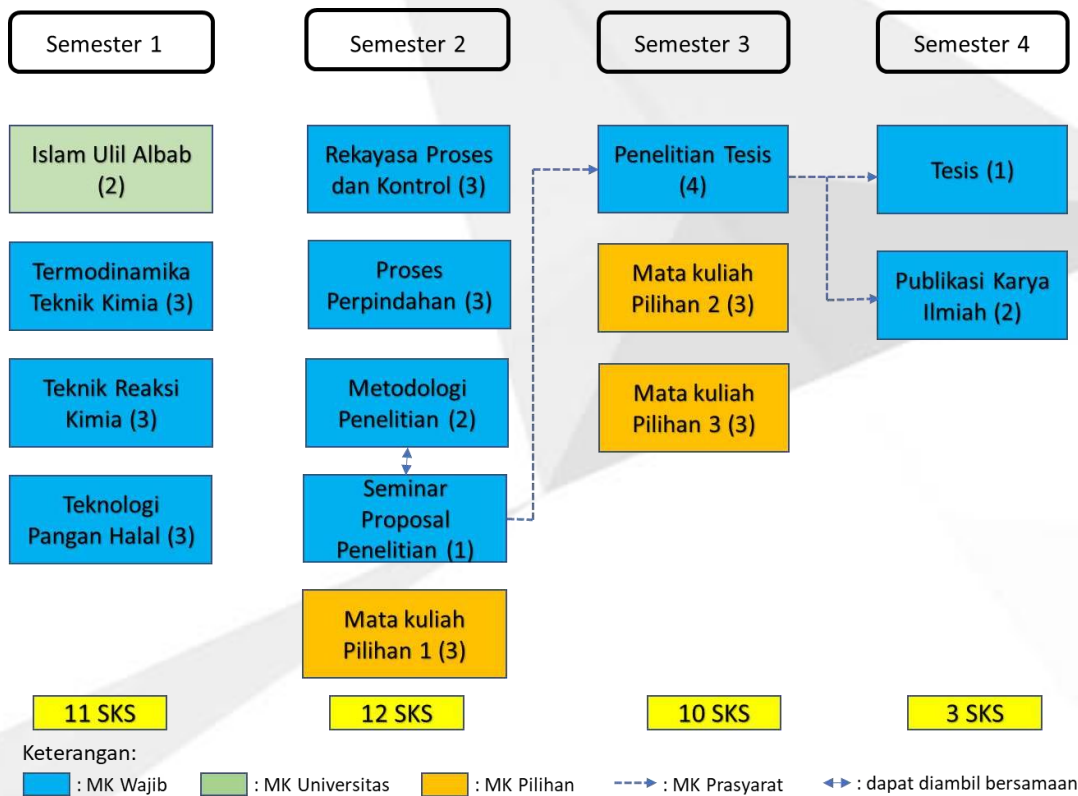 Semester 1
Semester 2
Semester 3
Semester 4
Islam Ulil Albab
(2)
Termodinamika
Teknik Kimia (3)
Teknik Reaksi
Kimia (3)
Teknologi
Pangan Halal (3)
Rekayasa Proses
dan Kontrol (3)
Proses
Perpindahan (3)
Metodologi
Penelitian (2)
Seminar
Proposal
Penelitian (1)
Mata kuliah
Pilihan 1 (3)
Penelitian Tesis
(4)
Mata kuliah
Pilihan 2 (3)
Mata kuliah
Pilihan 3 (3)
Tesis (1)
Publikasi Karya
Ilmiah (2)
11 SKS
12 SKS
10 SKS
3 SKS
Keterangan:
: MK Wajib
: MK Universitas
: MK Pilihan
: MK Prasyarat
: dapat diambil bersamaan